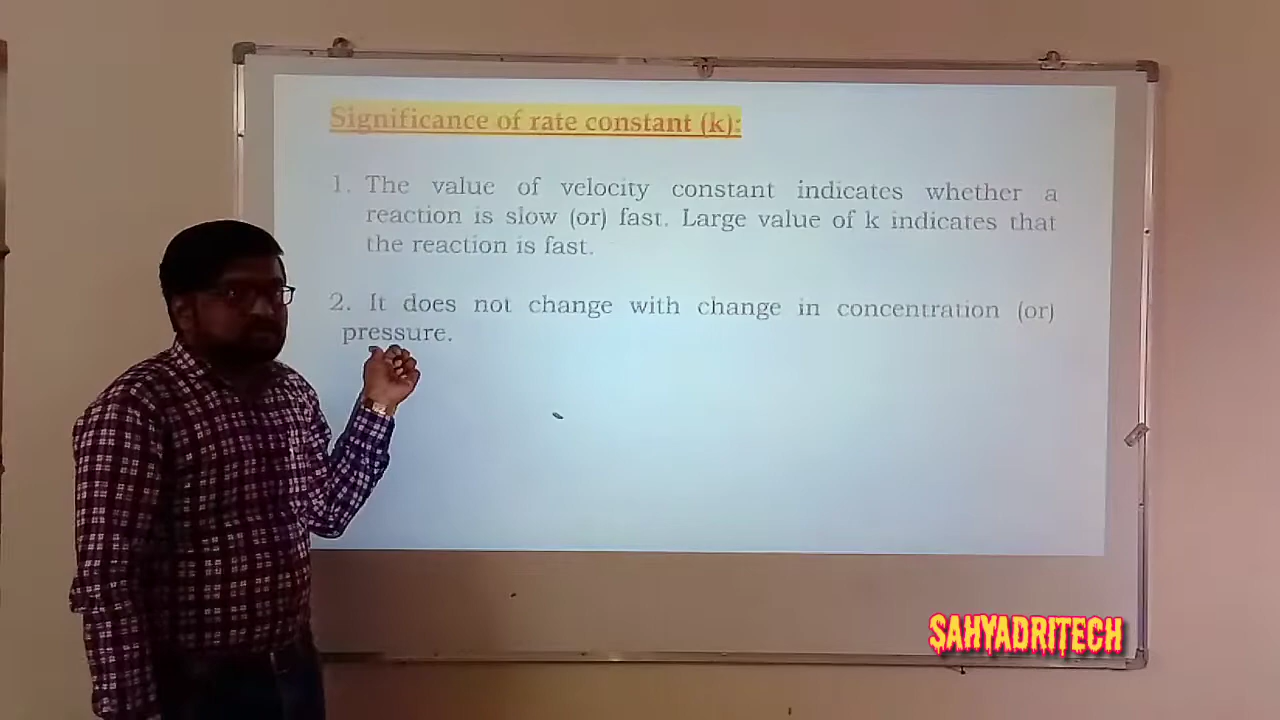 Significance of rate constant (k):
1. The value of velocity constant indicates whether a
reaction is slow (or) fast. Large value of k indicates that
the reaction is fast.
2. It does not change with change in concentration (or)
pressure.
SAHYADRITECH